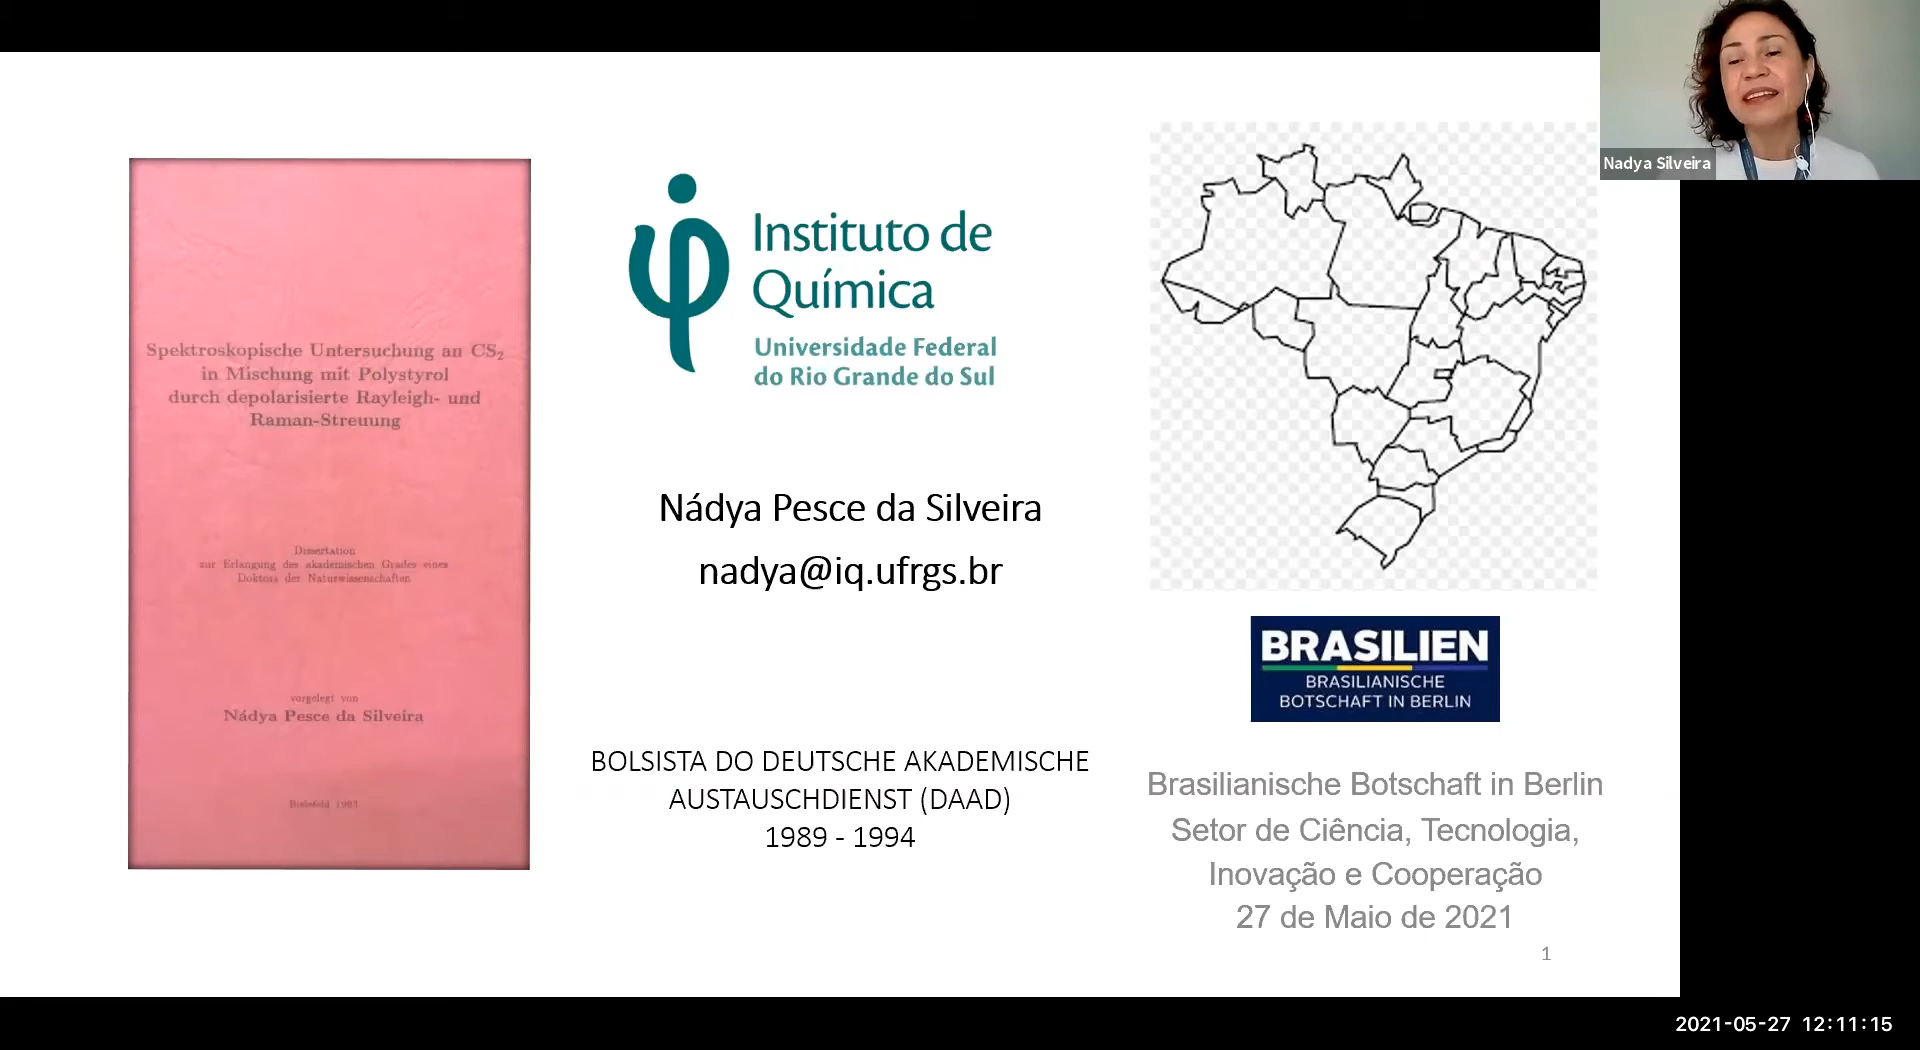 Nadya Silveira
Spektroskopische Untersuchung an CS₂
in Mischung mit Polystyrol
durch depolarisierte Rayleigh- und
Raman-Streuung
Dissertation
zur Erlangung des akademischen Grades eines
Doktors der Naturwissenschaften
vorgelegt von
Nádya Pesce da Silveira
Bielefeld 1993
Instituto de
Química
Universidade Federal
do Rio Grande do Sul
Nádya Pesce da Silveira
nadya@iq.ufrgs.br
BOLSISTA DO DEUTSCHE AKADEMISCHE
AUSTAUSCHDIENST (DAAD)
1989 - 1994
BRASILIEN
BRASILIANISCHE
BOTSCHAFT IN BERLIN
Brasilianische Botschaft in Berlin
Setor de Ciência, Tecnologia,
Inovação e Cooperação
27 de Maio de 2021
1
2021-05-27 12:11:15